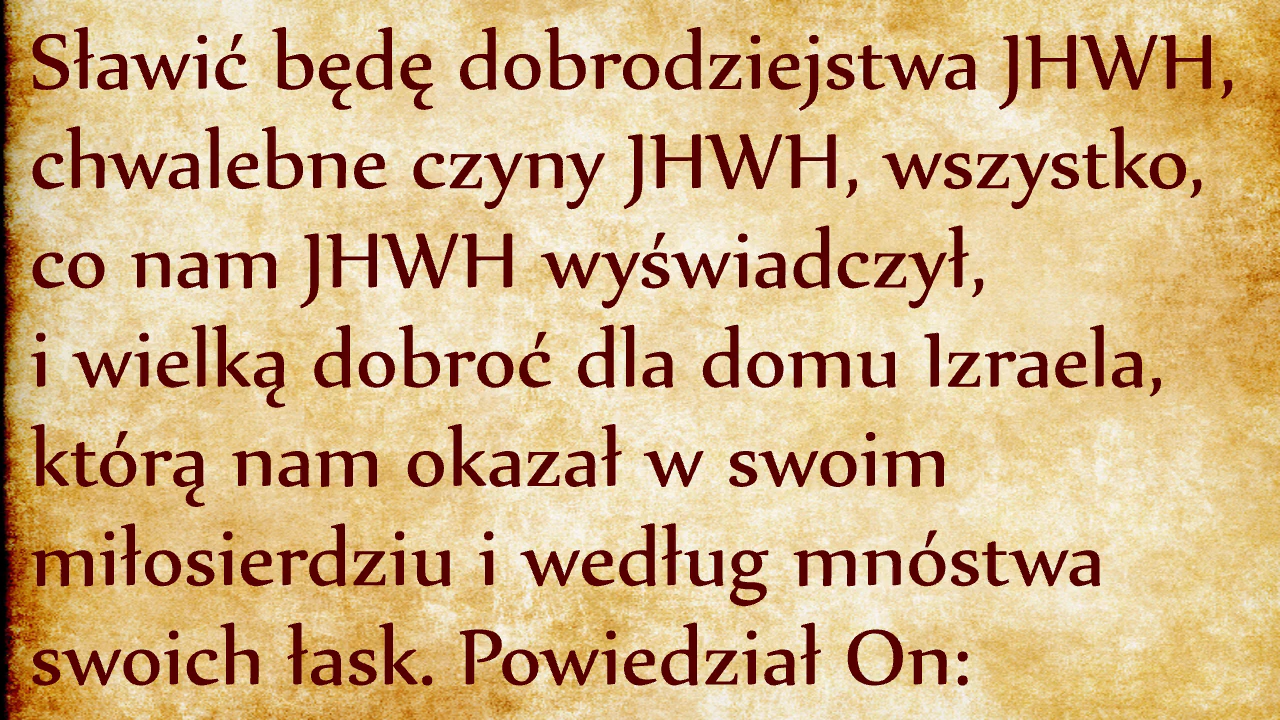 Sławić będę dobrodziejstwa JHWH,
chwalebne czyny JHWH, wszystko,
co nam JHWH wyświadczył,
i wielką dobroć dla domu Izraela,
którą nam okazał w swoim
miłosierdziu i według mnóstwa
swoich łask. Powiedział On: